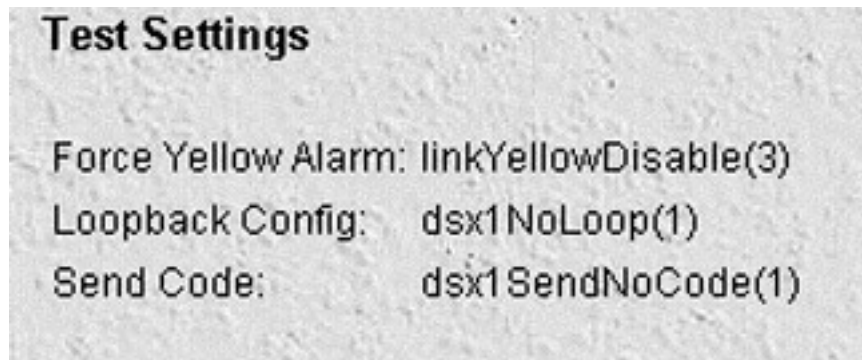 Test Settings
Force Yellow Alarm: linkYellowDisable(3)
Loopback Config: dsx1NoLoop(1)
Send Code: dsx1SendNoCode(1)